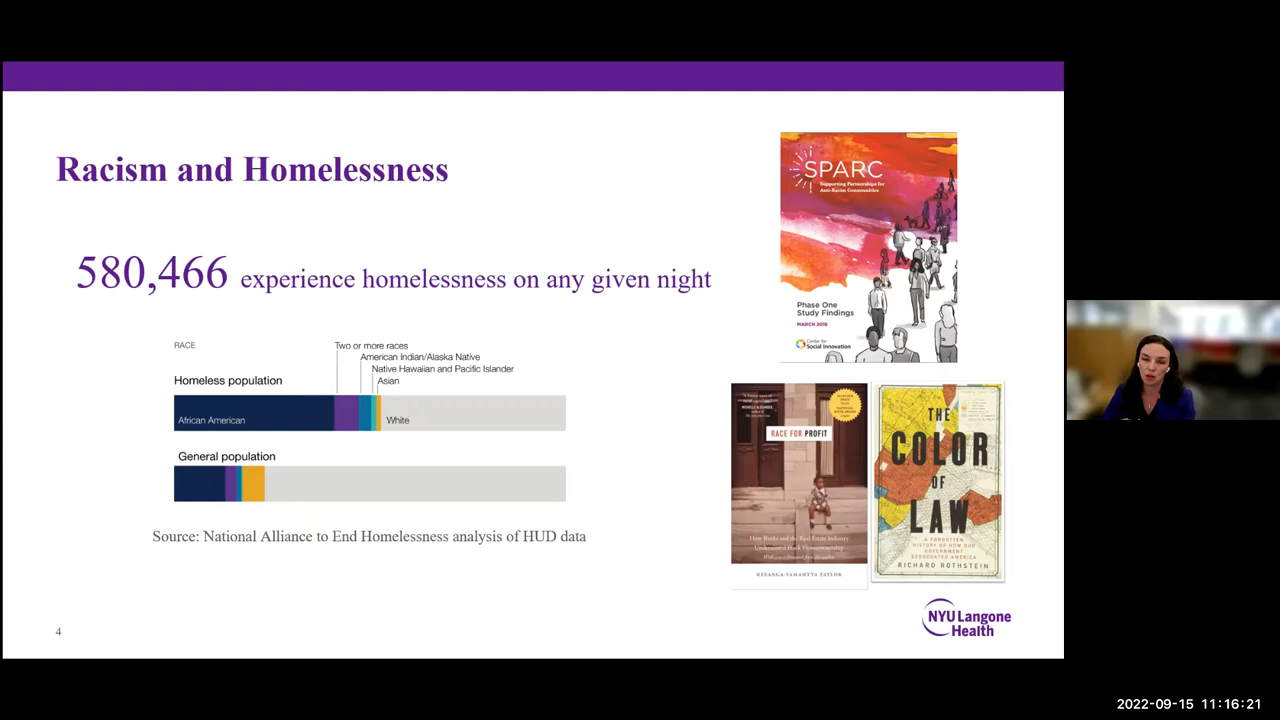 Racism and Homelessness
580,466 experience homelessness on any given night
RACE
Two or more races
American Indian/Alaska Native
Native Hawaiian and Pacific Islander
Asian
Homeless population
African American
White
General population
Source: National Alliance to End Homelessness analysis of HUD data
4
SPARC
Supporting Partnerships for
Anti-Racist Communities
Phase One
Study Findings
MARCH 2018
Center for
Social Innovation
RACE FOR PROFIT
How Banks and the Real Estate Industry
Undermined Black Homeownership
KEEANGA-YAMAHTTA TAYLOR
THE
COLOR
OF
LAW
A FORGOTTEN
HISTORY OF HOW OUR
GOVERNMENT
SEGREGATED AMERICA
RICHARD ROTHSTEIN
NYU Langone
Health
2022-09-15 11:16:21